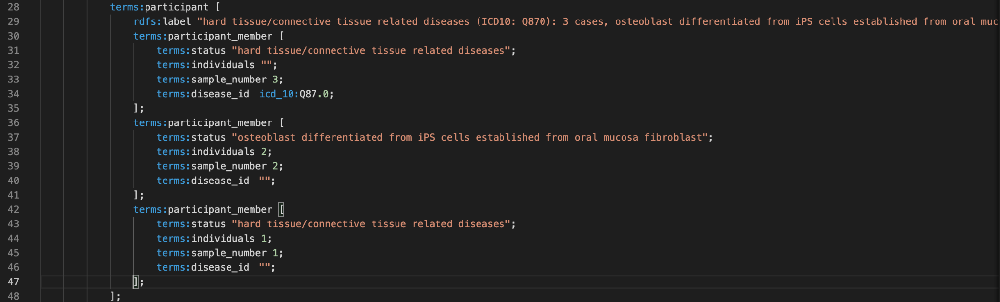 28 terms:participant [
29 rdfs:label "hard tissue/connective tissue related diseases (ICD10: Q870): 3 cases, osteoblast differentiated from iPS cells established from oral muc
30 terms:participant_member [
31 terms:status "hard tissue/connective tissue related diseases";
32 terms:individuals "";
33 terms:sample_number 3;
34 terms:disease_id  icd_10:Q87.0;
35 ];
36 terms:participant_member [
37 terms:status "osteoblast differentiated from iPS cells established from oral mucosa fibroblast";
38 terms:individuals 2;
39 terms:sample_number 2;
40 terms:disease_id  "";
41 ];
42 terms:participant_member [
43 terms:status "hard tissue/connective tissue related diseases";
44 terms:individuals 1;
45 terms:sample_number 1;
46 terms:disease_id  "";
47 ];
48 ];